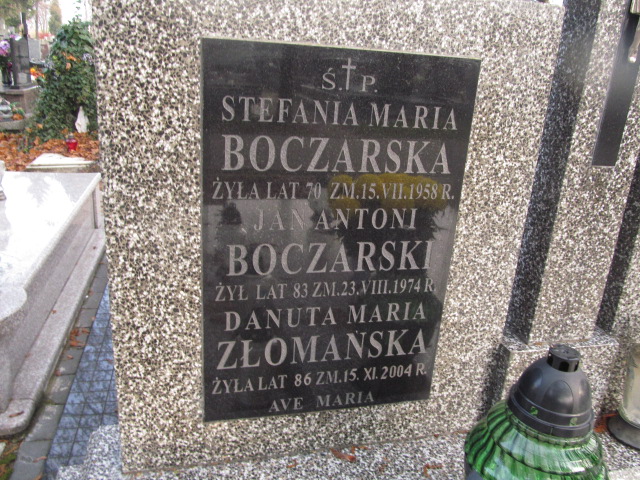 Ś.P.
STEFANIA MARIA
BOCZARSKA
ŻYŁA LAT 70 ZM.15.VII.1958 R.
JAN ANTONI
BOCZARSKI
ŻYŁ LAT 83 ZM.23.VIII.1974 R
DANUTA MARIA
ZŁOMAŃSKA
ŻYŁA LAT 86 ZM.15.XI.2004 R.
AVE MARIA